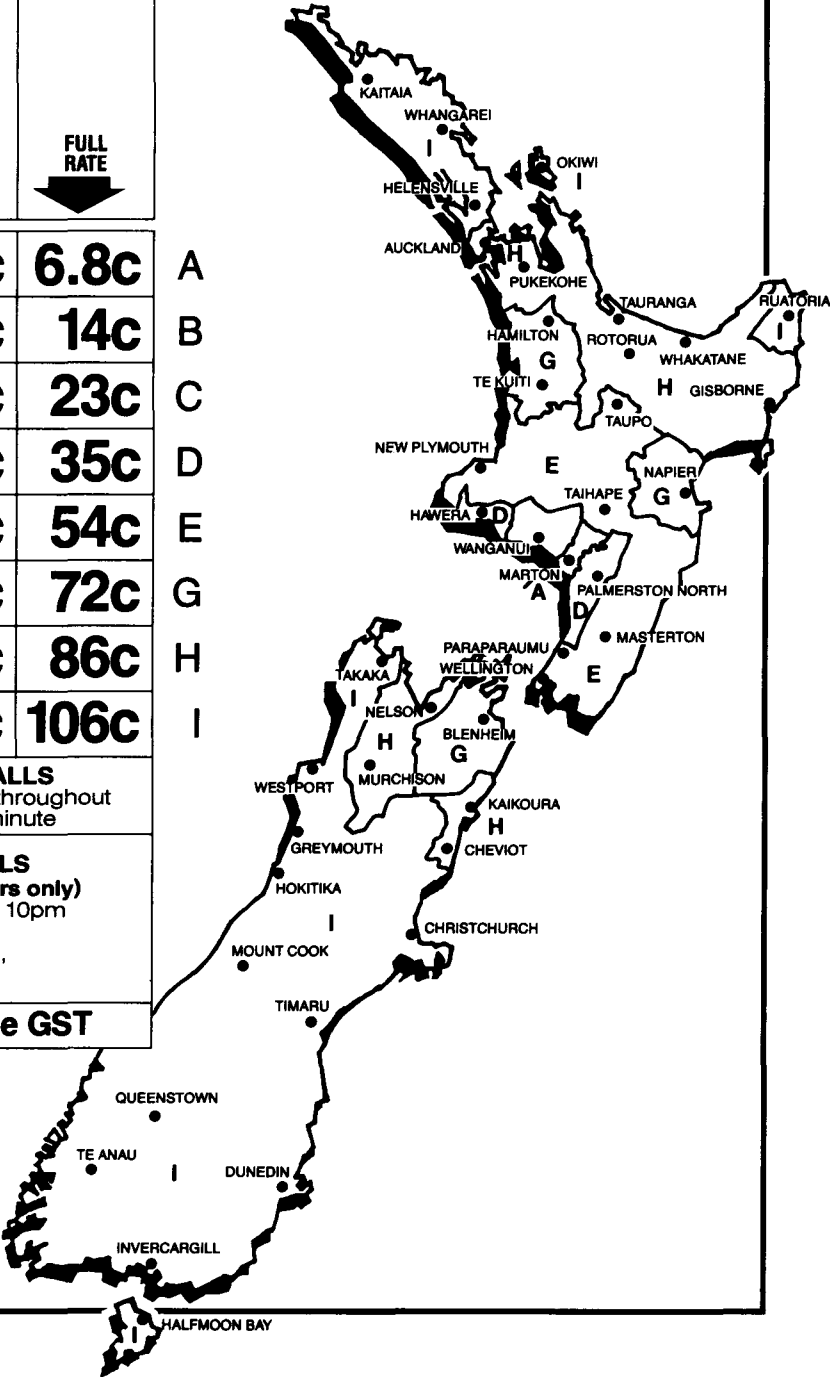 FULL
RATE
c 6.8c A
c 14c B
c 23c C
c 35c D
c 54c E
c 72c G
c 86c H
c 106c I
ALLS
throughout
minute
LS
rs only)
10pm
,
e GST
KAITAIA
WHANGAREI
I
OKIWI
I
HELENSVILLE
AUCKLAND
H
PUKEKOHE
TAURANGA
RUATORIA
I
HAMILTON
ROTORUA
WHAKATANE
G
TE KUITI
H
GISBORNE
TAUPO
NEW PLYMOUTH
E
NAPIER
TAIHAPE
G
HAWERA
D
WANGANUI
MARTON
A
PALMERSTON NORTH
D
MASTERTON
PARAPARAUMU
WELLINGTON
E
TAKAKA
I
NELSON
BLENHEIM
H
G
MURCHISON
WESTPORT
KAIKOURA
H
GREYMOUTH
CHEVIOT
HOKITIKA
I
CHRISTCHURCH
MOUNT COOK
TIMARU
QUEENSTOWN
TE ANAU
I
DUNEDIN
INVERCARGILL
HALFMOON BAY
I